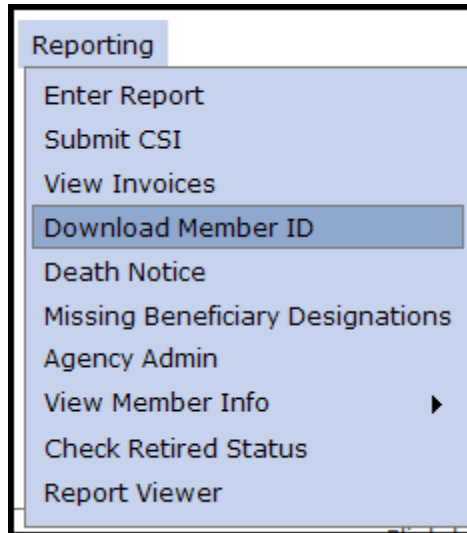 Reporting
Enter Report
Submit CSI
View Invoices
Download Member ID
Death Notice
Missing Beneficiary Designations
Agency Admin
View Member Info
Check Retired Status
Report Viewer